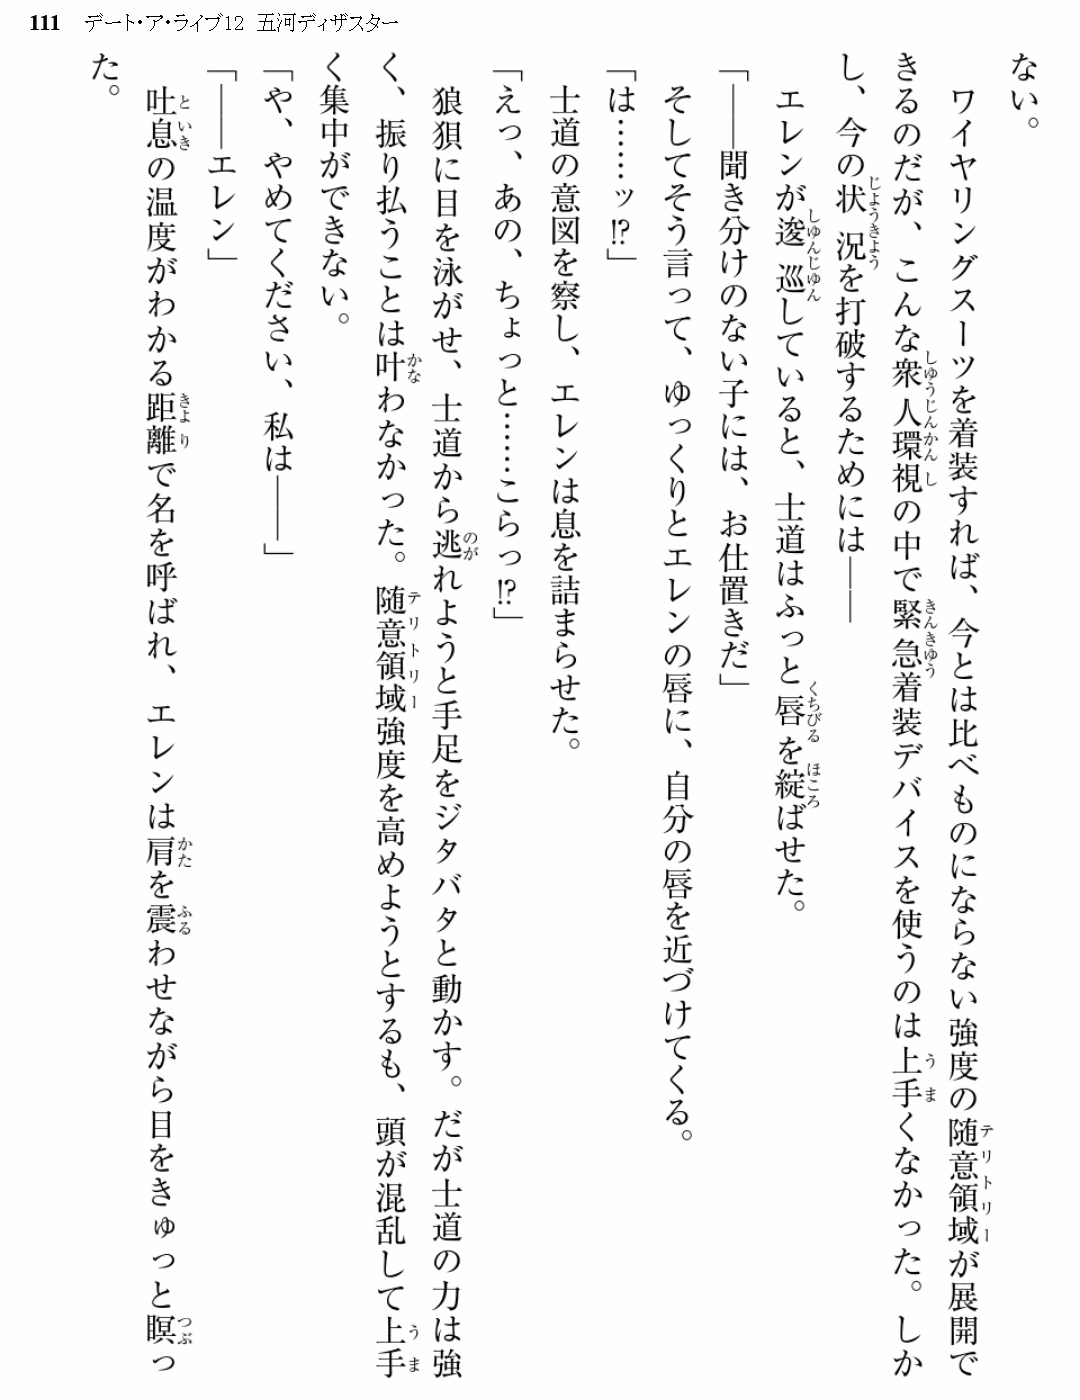 111 デート・ア・ライブ12 五河ディザスター
ない。
ワイヤリングスーツを着装すれば、今とは比べものにならない強度の随意領域が展開で
きるのだが、こんな衆人環視の中で緊急着装デバイスを使うのは上手くなかった。しか
し、今の状況を打破するためには――
エレンが逡巡していると、士道はふっと唇を綻ばせた。
「――聞き分けのない子には、お仕置きだ」
そしてそう言って、ゆっくりとエレンの唇に、自分の唇を近づけてくる。
「は……ッ!?」
士道の意図を察し、エレンは息を詰まらせた。
「えっ、あの、ちょっと……こらっ!?」
狼狽に目を泳がせ、士道から逃れようと手足をジタバタと動かす。だが士道の力は強
く、振り払うことは叶わなかった。随意領域強度を高めようとするも、頭が混乱して上手
く集中ができない。
「や、やめてください、私は――」
「――エレン」
吐息の温度がわかる距離で名を呼ばれ、エレンは肩を震わせながら目をきゅっと瞑っ
た。